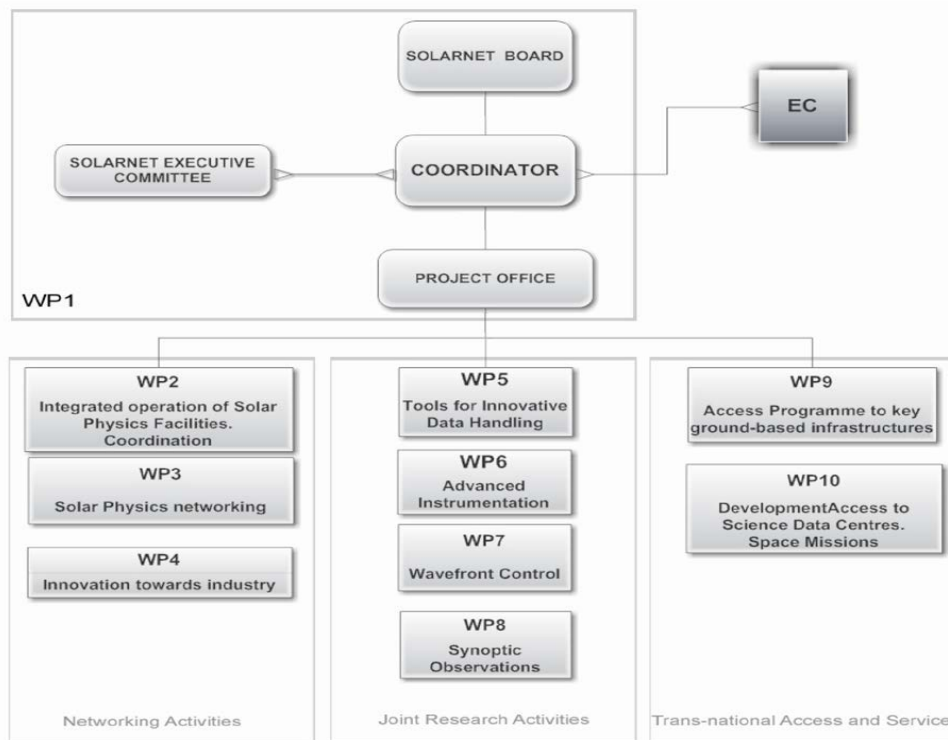 SOLARNET BOARD
EC
SOLARNET EXECUTIVE
COMMITTEE
COORDINATOR
PROJECT OFFICE
WP1
WP2
Integrated operation of Solar
Physics Facilities.
Coordination
WP3
Solar Physics networking
WP4
Innovation towards industry
Networking Activities
WP5
Tools for Innovative
Data Handling
WP6
Advanced
Instrumentation
WP7
Wavefront Control
WP8
Synoptic
Observations
Joint Research Activities
WP9
Access Programme to key
ground-based infrastructures
WP10
DevelopmentAccess to
Science Data Centres.
Space Missions
Trans-national Access and Service